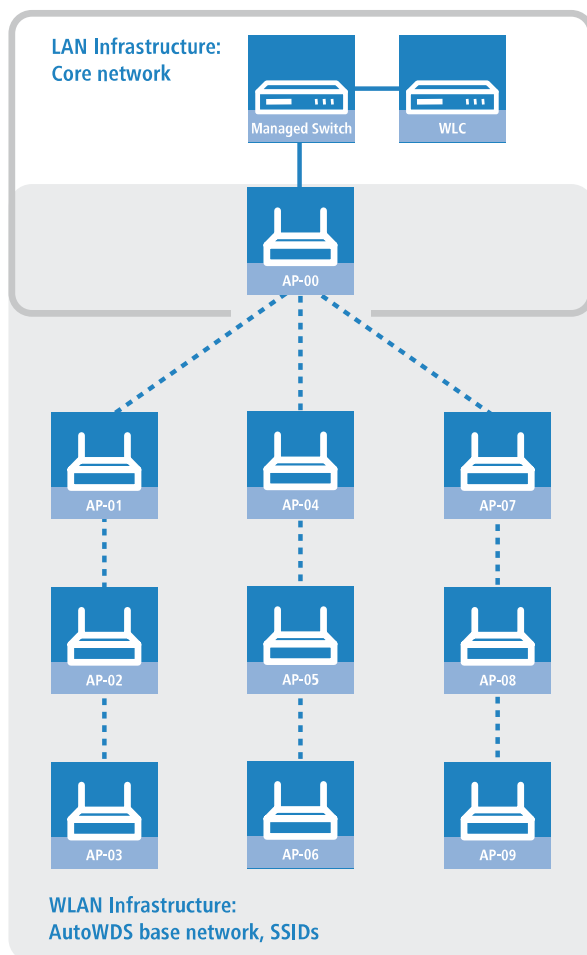 LAN Infrastructure:
Core network
Managed Switch
WLC
AP-00
AP-01
AP-04
AP-07
AP-02
AP-05
AP-08
AP-03
AP-06
AP-09
WLAN Infrastructure:
AutoWDS base network, SSIDs